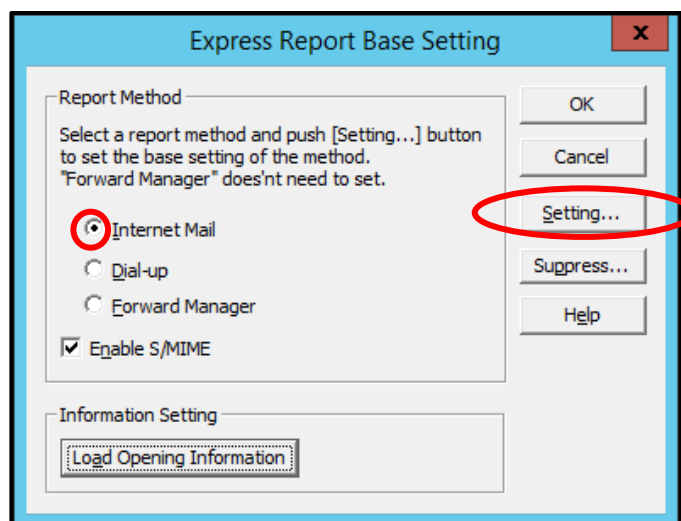 Express Report Base Setting
x
Report Method
Select a report method and push [Setting...] button
to set the base setting of the method.
"Forward Manager" does'nt need to set.
Internet Mail
Dial-up
Forward Manager
Enable S/MIME
Information Setting
Load Opening Information
OK
Cancel
Setting...
Suppress...
Help